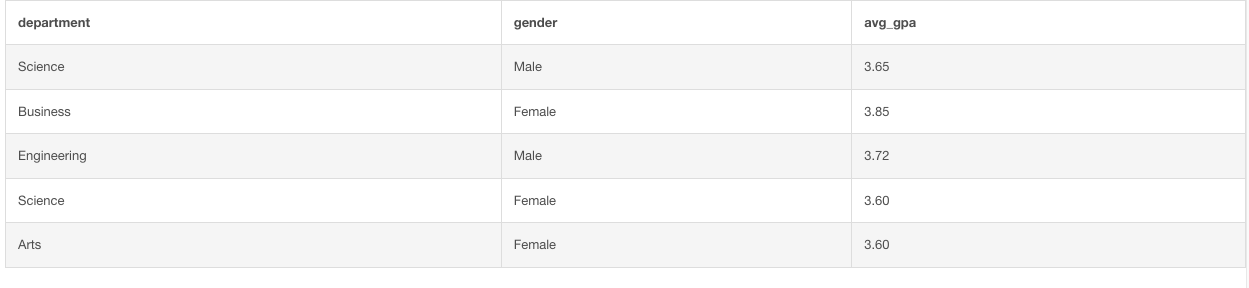 department gender avg_gpa
Science Male 3.65
Business Female 3.85
Engineering Male 3.72
Science Female 3.60
Arts Female 3.60